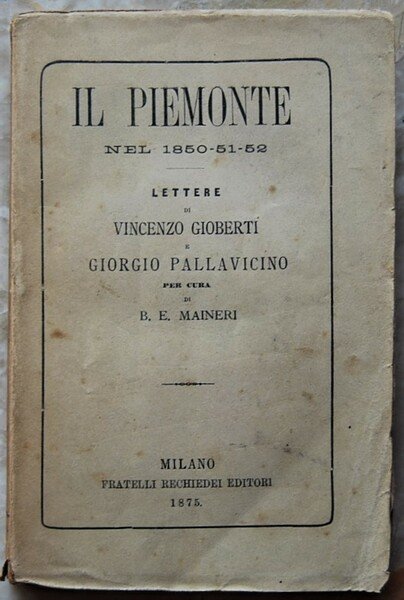 IL PIEMONTE
NEL 1850-51-52
LETTERE
DI
VINCENZO GIOBERTI
E
GIORGIO PALLAVICINO
PER CURA
DI
B. E. MAINERI
MILANO
FRATELLI RECHIEDEI EDITORI
1875.